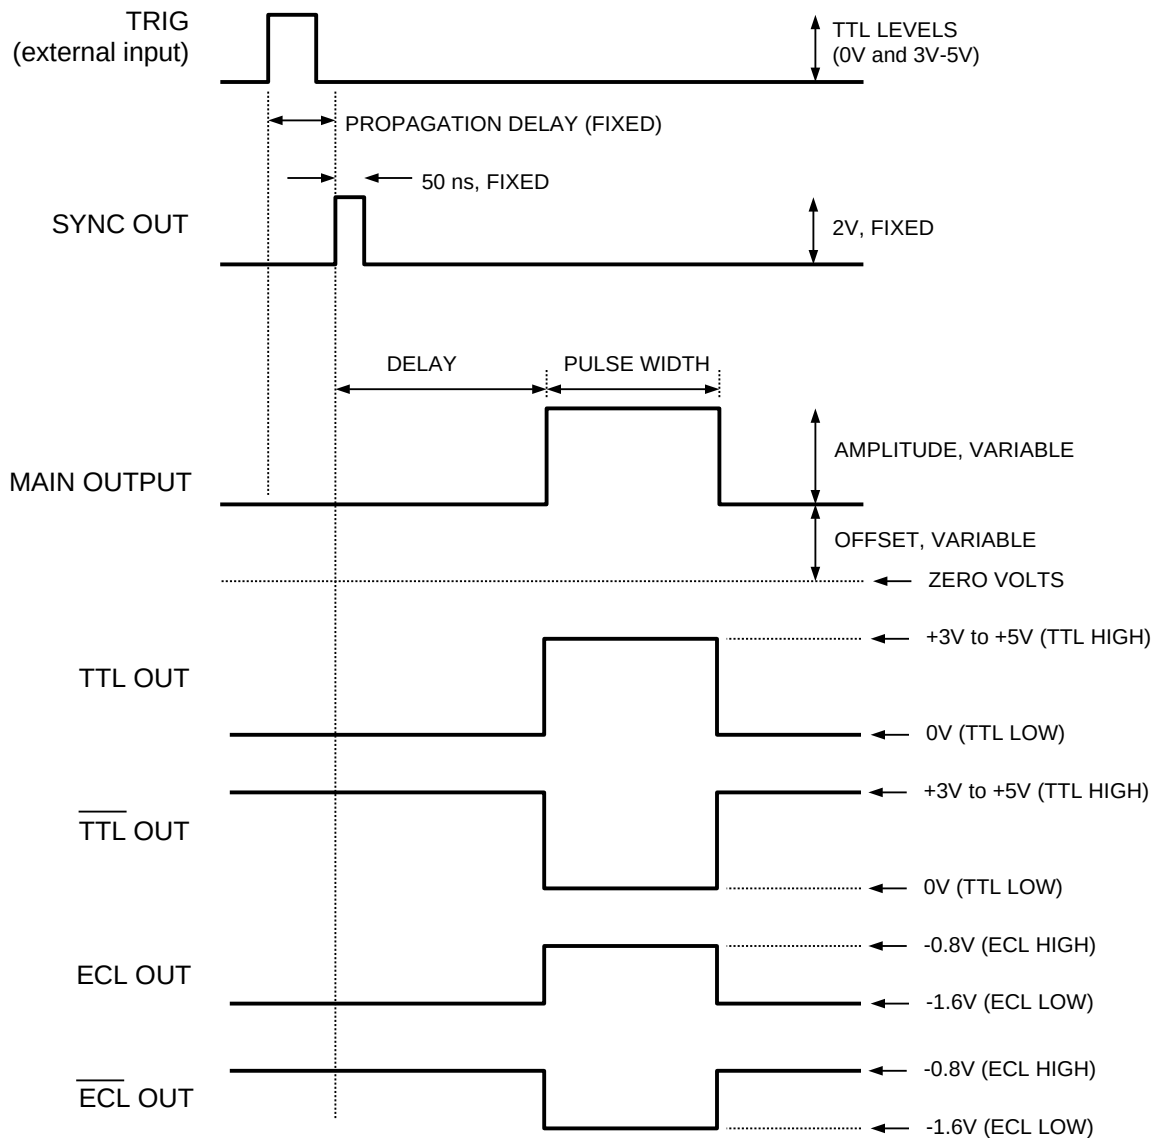 TRIG
(external input)
TTL LEVELS
(0V and 3V-5V)
PROPAGATION DELAY (FIXED)
50 ns, FIXED
SYNC OUT
2V, FIXED
DELAY
PULSE WIDTH
AMPLITUDE, VARIABLE
MAIN OUTPUT
OFFSET, VARIABLE
ZERO VOLTS
+3V to +5V (TTL HIGH)
TTL OUT
0V (TTL LOW)
+3V to +5V (TTL HIGH)
T̅T̅L̅ OUT
0V (TTL LOW)
-0.8V (ECL HIGH)
ECL OUT
-1.6V (ECL LOW)
-0.8V (ECL HIGH)
E̅C̅L̅ OUT
-1.6V (ECL LOW)